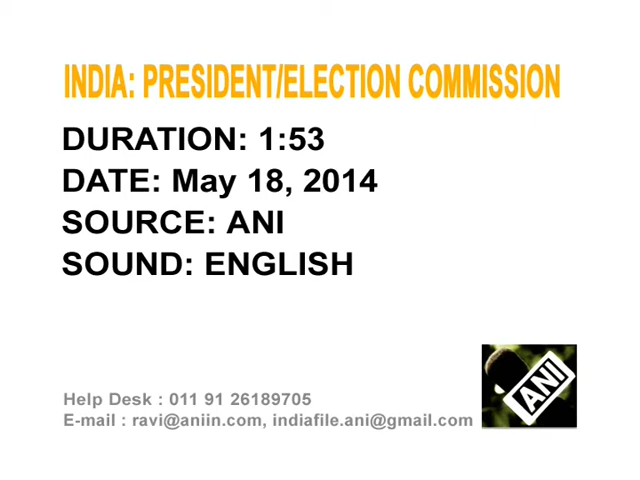 INDIA: PRESIDENT/ELECTION COMMISSION
DURATION: 1:53
DATE: May 18, 2014
SOURCE: ANI
SOUND: ENGLISH
Help Desk : 011 91 26189705
E-mail : ravi@aniin.com, indiafile.ani@gmail.com
ANI